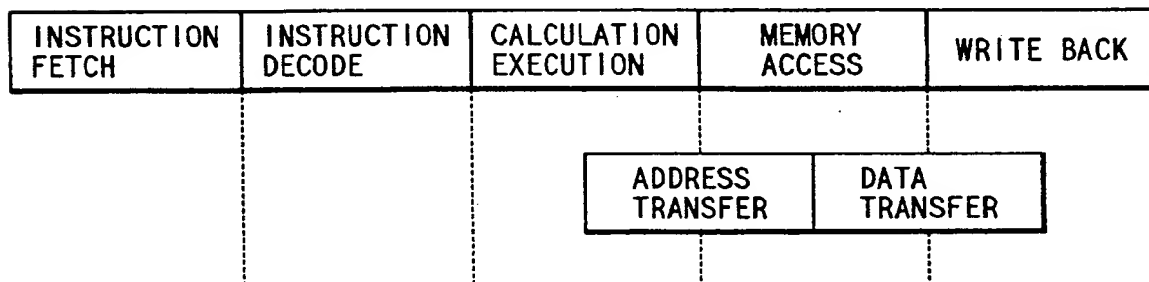 INSTRUCTION FETCH
INSTRUCTION DECODE
CALCULATION EXECUTION
MEMORY ACCESS
WRITE BACK
ADDRESS TRANSFER
DATA TRANSFER